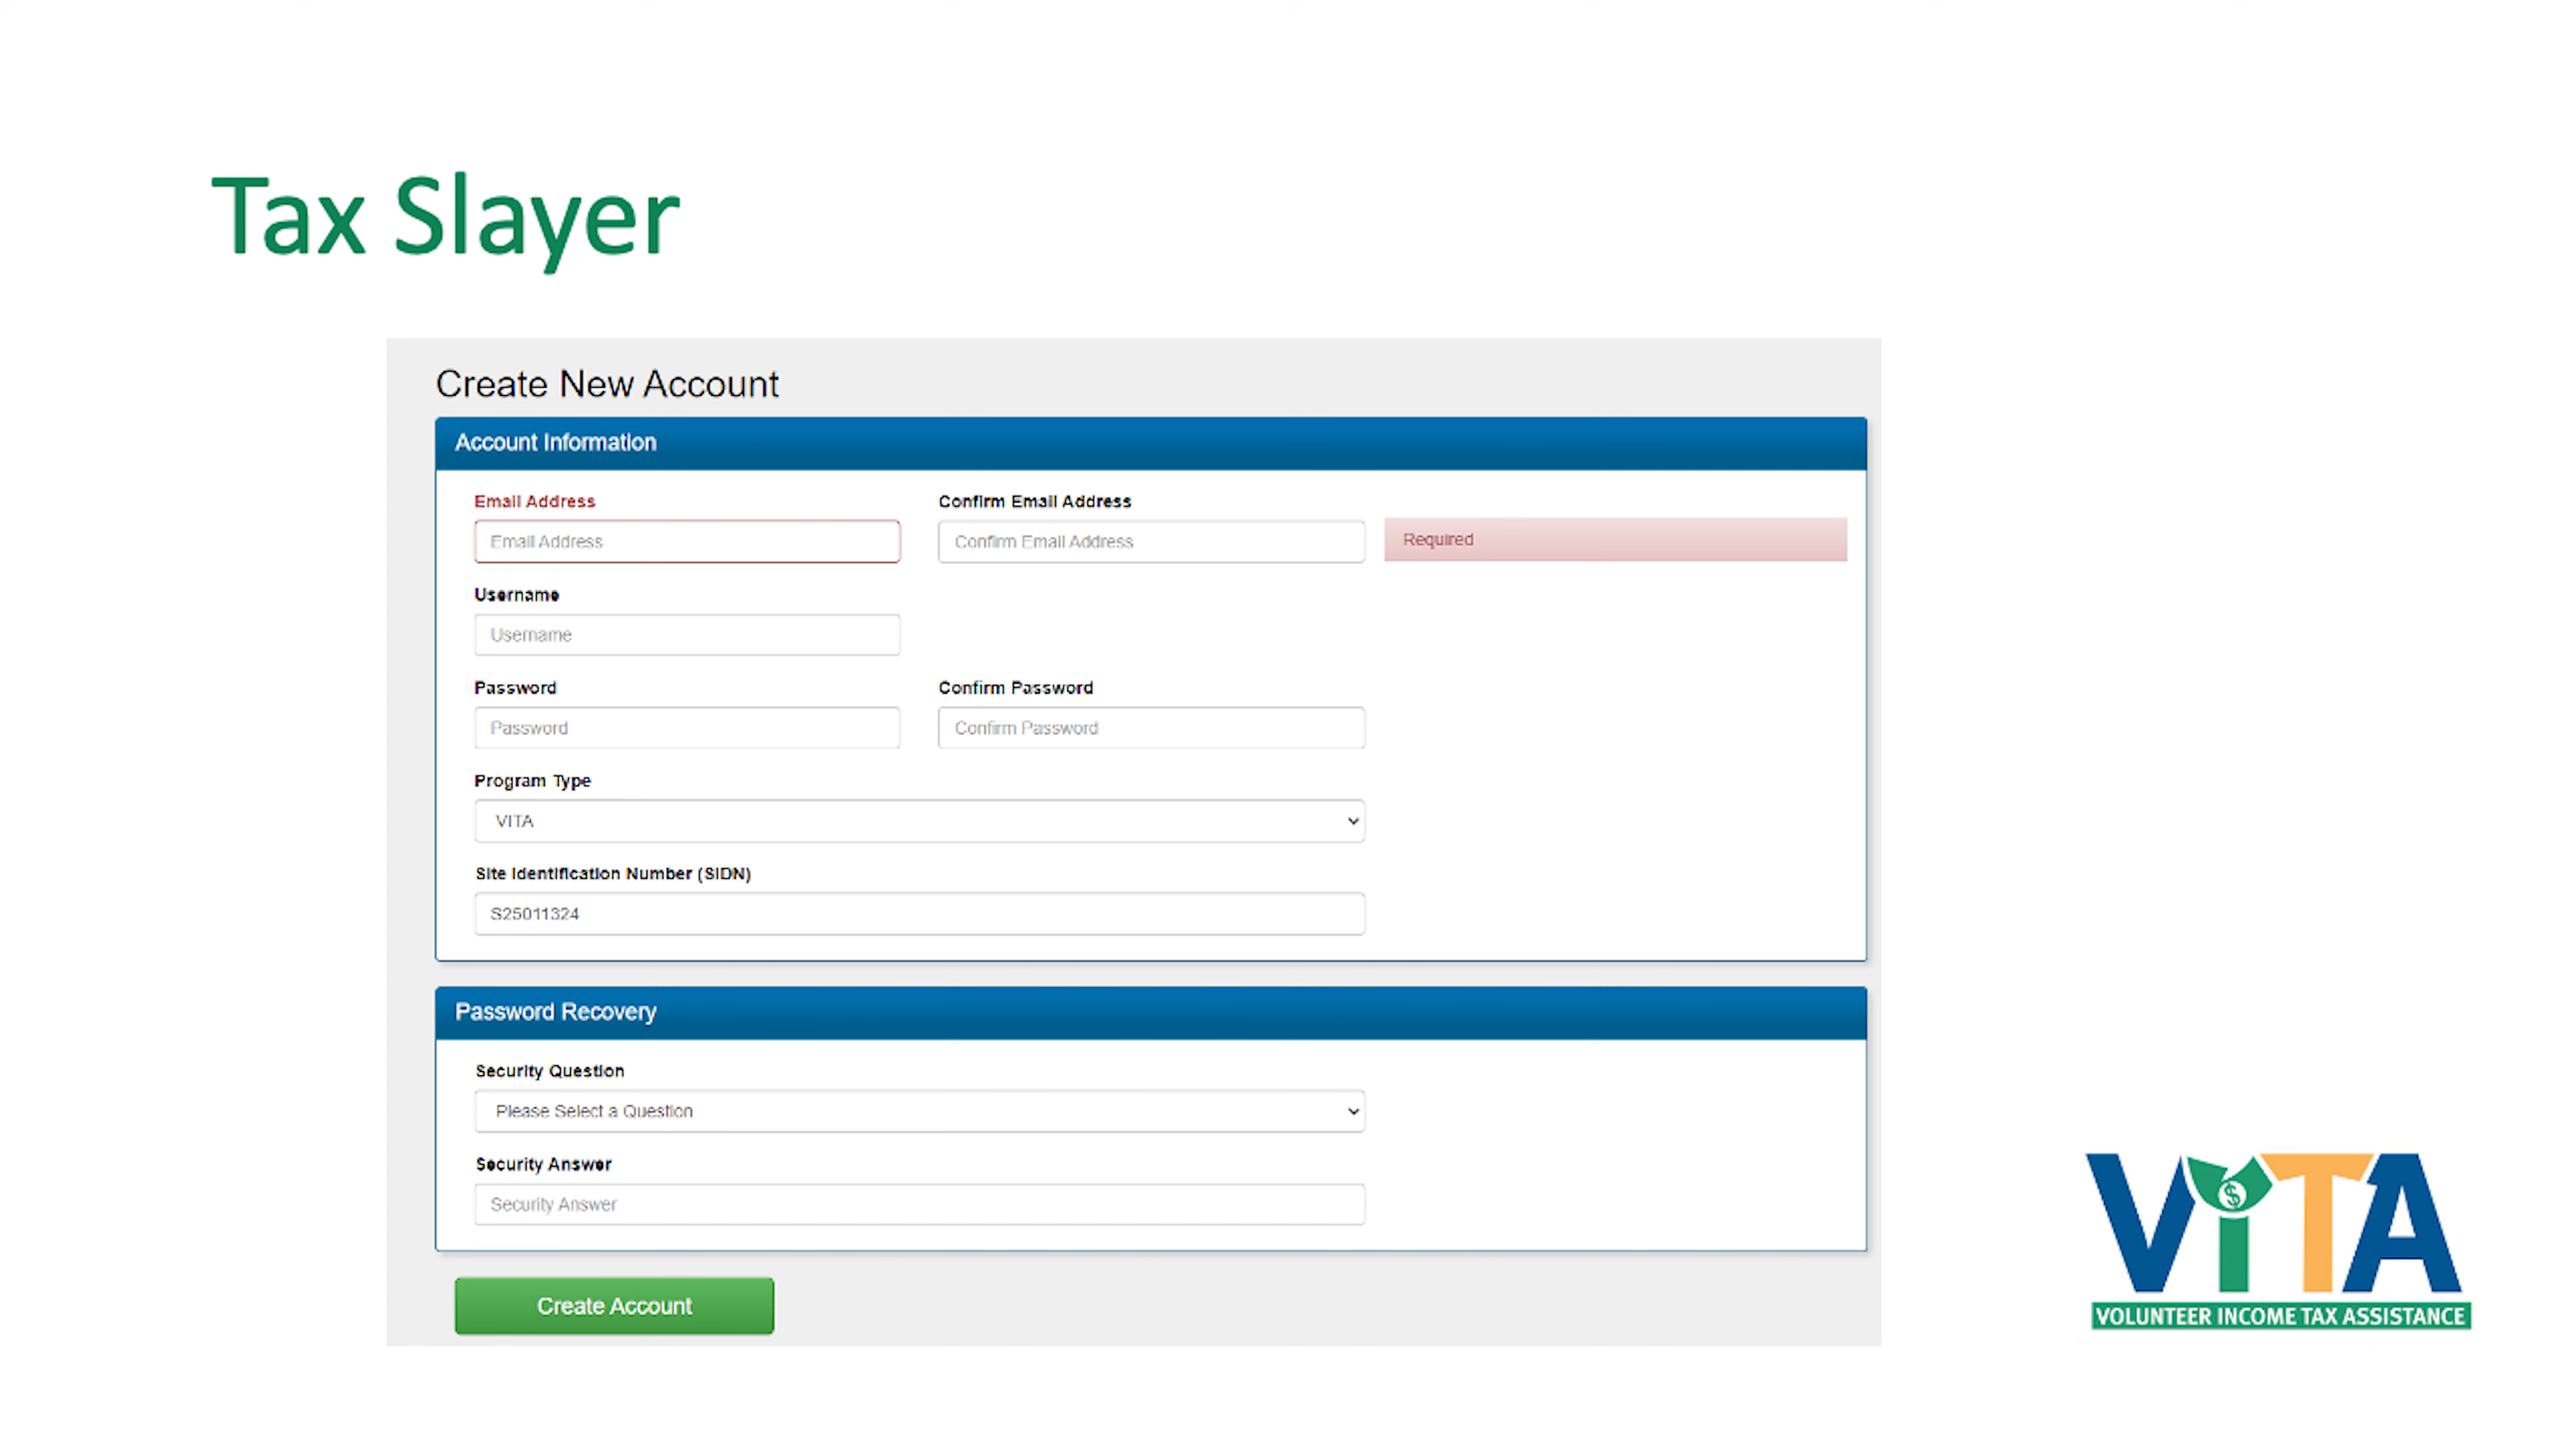 Tax Slayer
Create New Account
Account Information
Email Address
Confirm Email Address
Email Address
Confirm Email Address
Required
Username
Username
Password
Confirm Password
Password
Confirm Password
Program Type
VITA
Site Identification Number (SIDN)
S25011324
Password Recovery
Security Question
Please Select a Question
Security Answer
Security Answer
Create Account
$
VITA
VOLUNTEER INCOME TAX ASSISTANCE